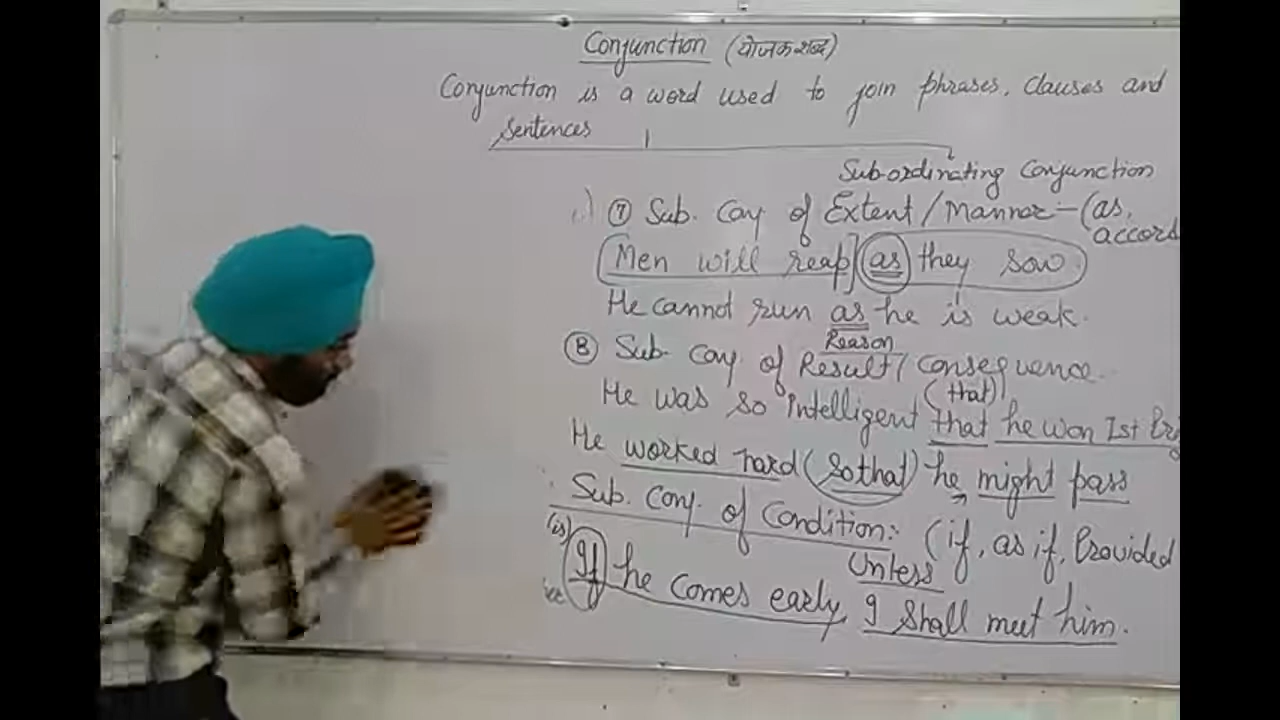 Conjunction (योजक शब्द)
Conjunction is a word used to join phrases, clauses and
sentences
Subordinating Conjunction
⑦ Sub. Conj of Extent/Manner - (as,
accord
Men will reap as they sow.
He cannot run as he is weak.
Reason
⑧ Sub. Conj of Result/Consequence.
(that)
He was so intelligent that he won Ist
He worked hard (so that) he might pass
Sub. Conj. of Condition: (if, as if, Provided
Unless
If he comes early, I shall meet him.